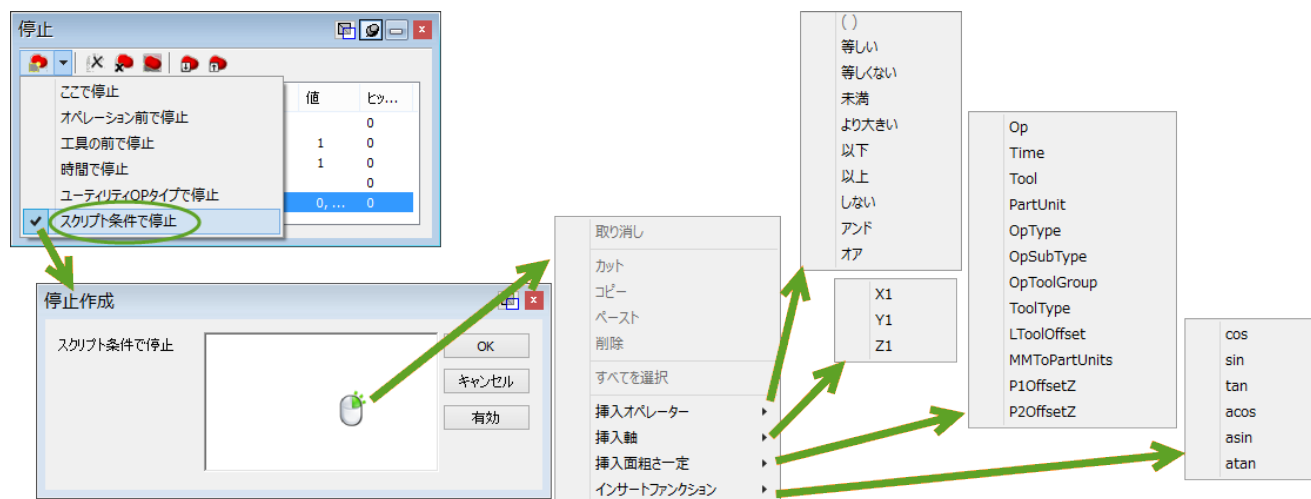 停止
ここで停止
オペレーション前で停止
工具の前で停止
時間で停止
ユーティリティOPタイプで停止
スクリプト条件で停止
値 ヒッ...
0
1 0
1 0
0
0, ... 0
停止作成
スクリプト条件で停止
OK
キャンセル
有効
取り消し
カット
コピー
ペースト
削除
すべてを選択
挿入オペレーター
挿入軸
挿入面粗さ一定
インサートファンクション
( )
等しい
等しくない
未満
より大きい
以下
以上
しない
アンド
オア
X1
Y1
Z1
Op
Time
Tool
PartUnit
OpType
OpSubType
OpToolGroup
ToolType
LToolOffset
MMToPartUnits
P1OffsetZ
P2OffsetZ
cos
sin
tan
acos
asin
atan